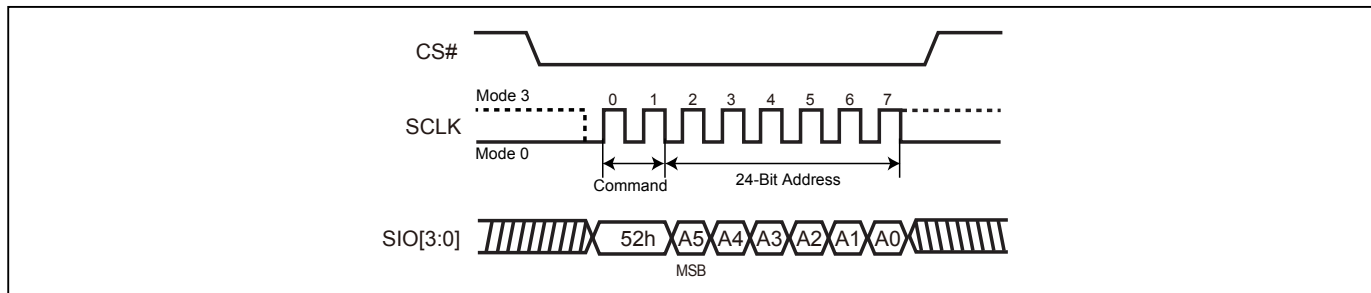 CS#
Mode 3
0 1 2 3 4 5 6 7
SCLK
Mode 0
Command
24-Bit Address
SIO[3:0]
52h A5 A4 A3 A2 A1 A0
MSB